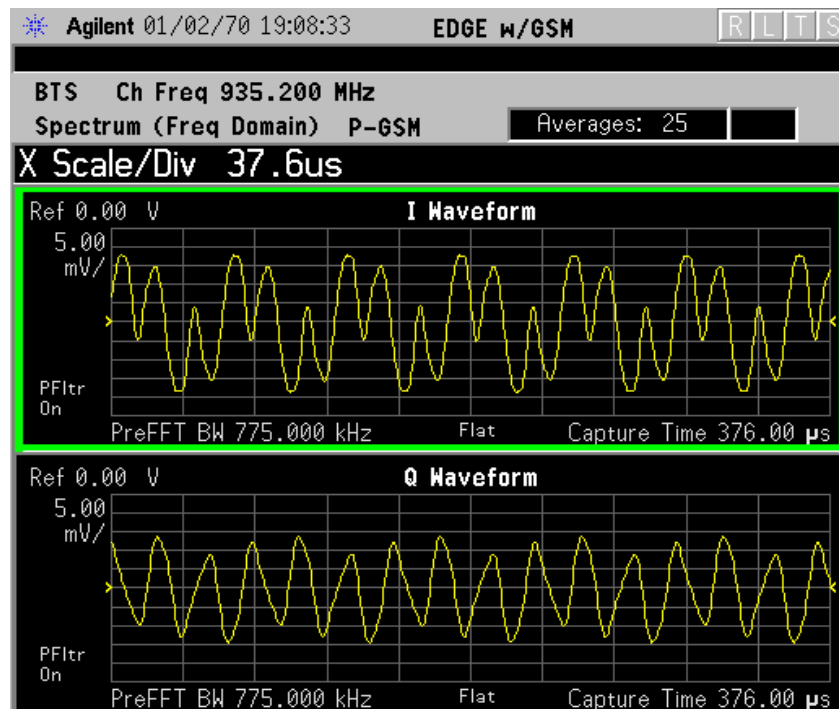 Agilent 01/02/70 19:08:33 EDGE w/GSM R L T S
BTS Ch Freq 935.200 MHz
Spectrum (Freq Domain) P-GSM Averages: 25
X Scale/Div 37.6us
Ref 0.00 V I Waveform
5.00
mV/
PFltr
On
PreFFT BW 775.000 kHz Flat Capture Time 376.00 µs
Ref 0.00 V Q Waveform
5.00
mV/
PFltr
On
PreFFT BW 775.000 kHz Flat Capture Time 376.00 µs